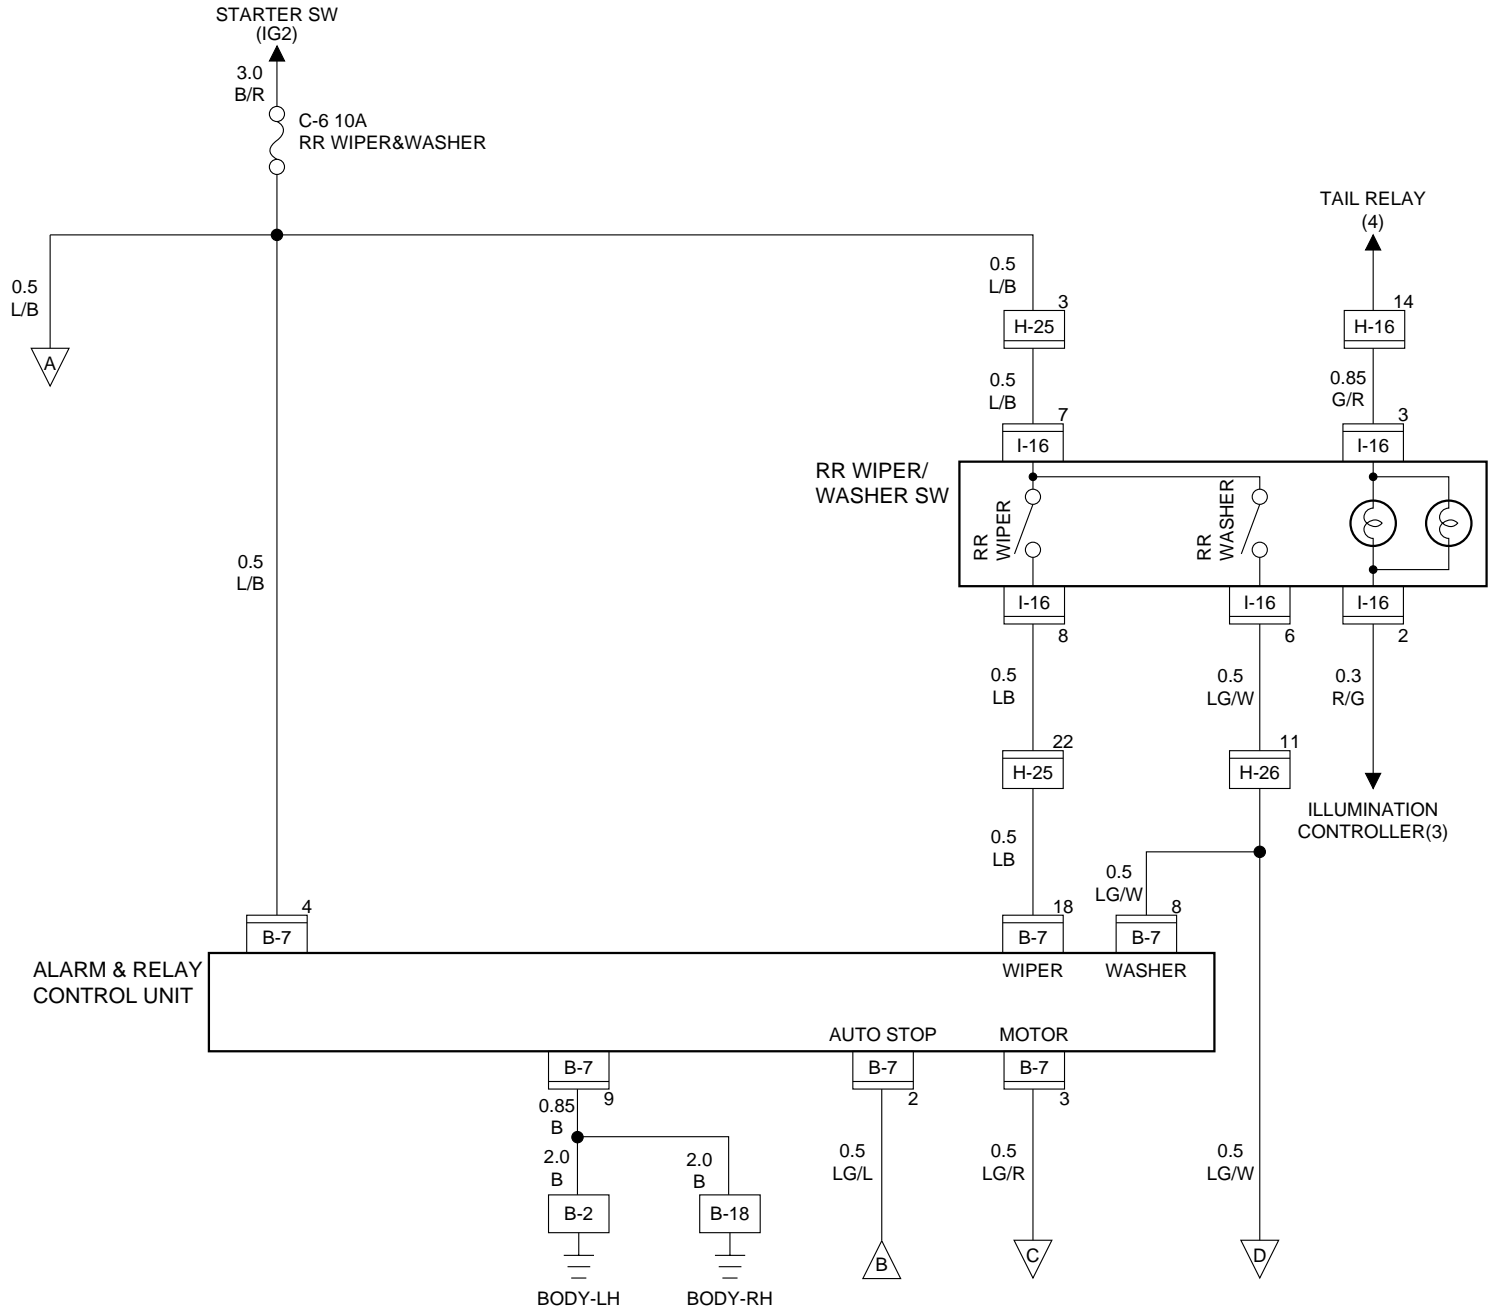 STARTER SW
(IG2)
3.0
B/R
C-6 10A
RR WIPER&WASHER
TAIL RELAY
(4)
0.5
L/B
A
0.5
L/B
3
H-25
14
H-16
0.5
L/B
0.85
G/R
7
I-16
3
I-16
RR WIPER/
WASHER SW
RR
WIPER
RR
WASHER
0.5
L/B
I-16
8
I-16
6
I-16
2
0.5
LB
0.5
LG/W
0.3
R/G
22
H-25
11
H-26
ILLUMINATION
CONTROLLER(3)
0.5
LB
0.5
LG/W
4
B-7
18
B-7
8
B-7
ALARM & RELAY
CONTROL UNIT
WIPER
WASHER
AUTO STOP
MOTOR
B-7
9
B-7
2
B-7
3
0.85
B
2.0
B
2.0
B
0.5
LG/L
0.5
LG/R
0.5
LG/W
B-2
B-18
B
C
D
BODY-LH
BODY-RH